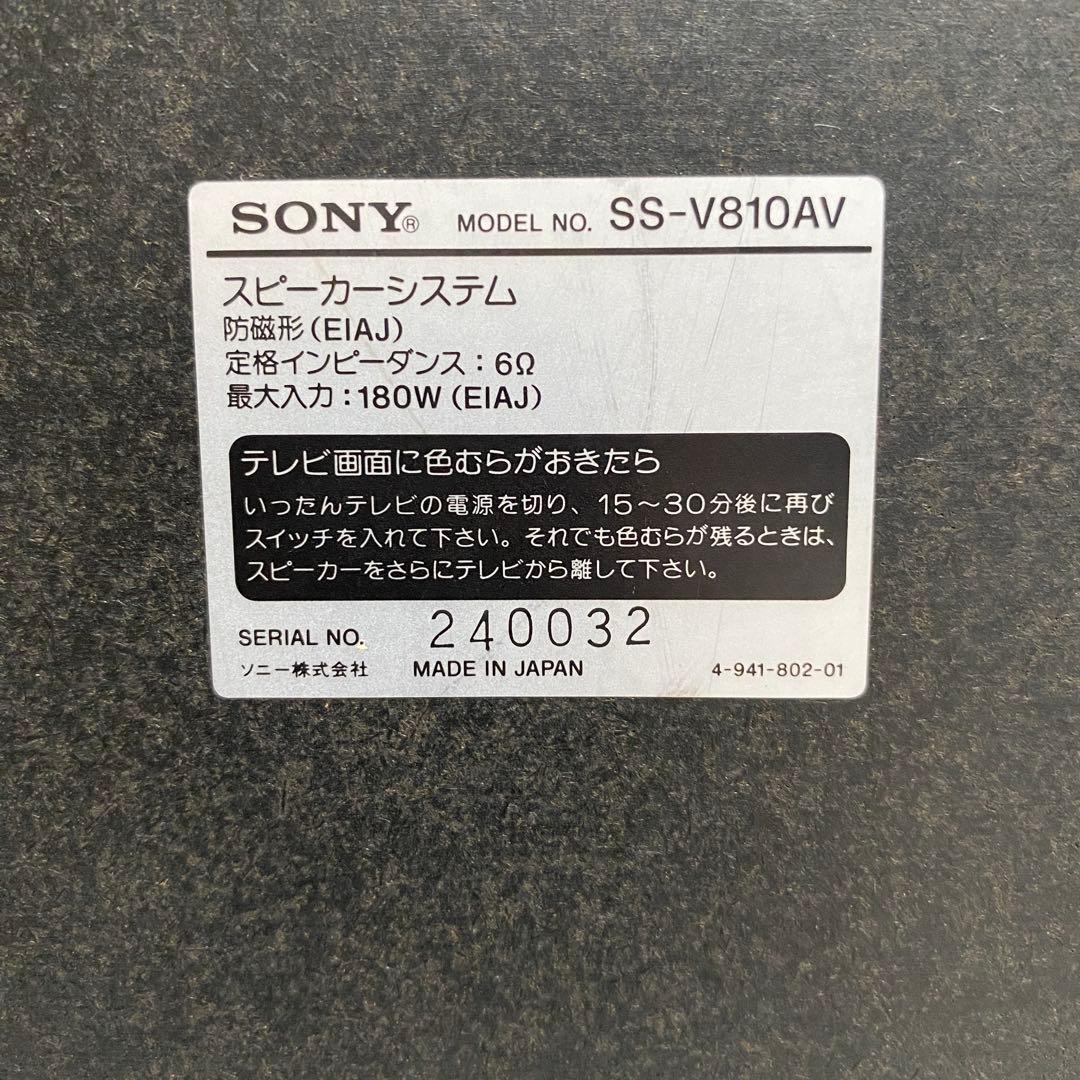 SONY® MODEL NO. SS-V810AV
スピーカーシステム
防磁形(EIAJ)
定格インピーダンス:6Ω
最大入力:180W(EIAJ)
テレビ画面に色むらがおきたら
いったんテレビの電源を切り、15〜30分後に再び
スイッチを入れて下さい。それでも色むらが残るときは、
スピーカーをさらにテレビから離して下さい。
SERIAL NO. 240032
ソニー株式会社 MADE IN JAPAN 4-941-802-01